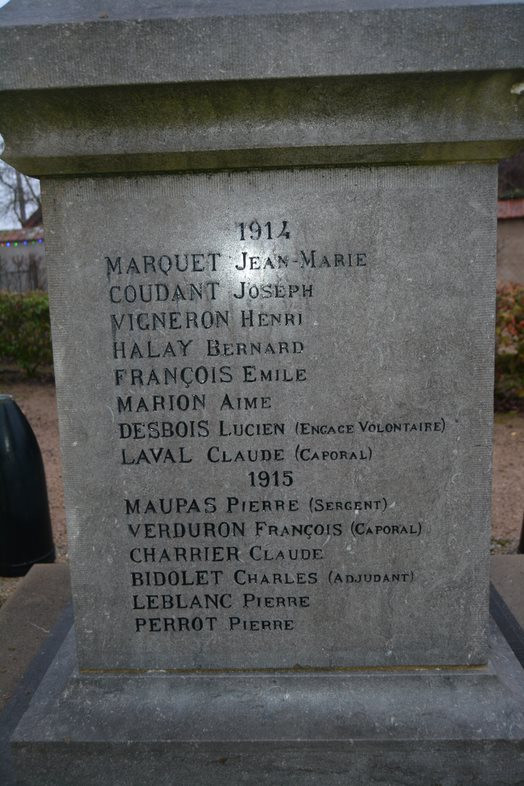 1914
MARQUET JEAN-MARIE
COUDANT JOSEPH
VIGNERON HENRI
HALAY BERNARD
FRANÇOIS EMILE
MARION AIME
DESBOIS LUCIEN (ENGAGE VOLONTAIRE)
LAVAL CLAUDE (CAPORAL)
1915
MAUPAS PIERRE (SERGENT)
VERDURON FRANÇOIS (CAPORAL)
CHARRIER CLAUDE
BIDOLET CHARLES (ADJUDANT)
LEBLANC PIERRE
PERROT PIERRE